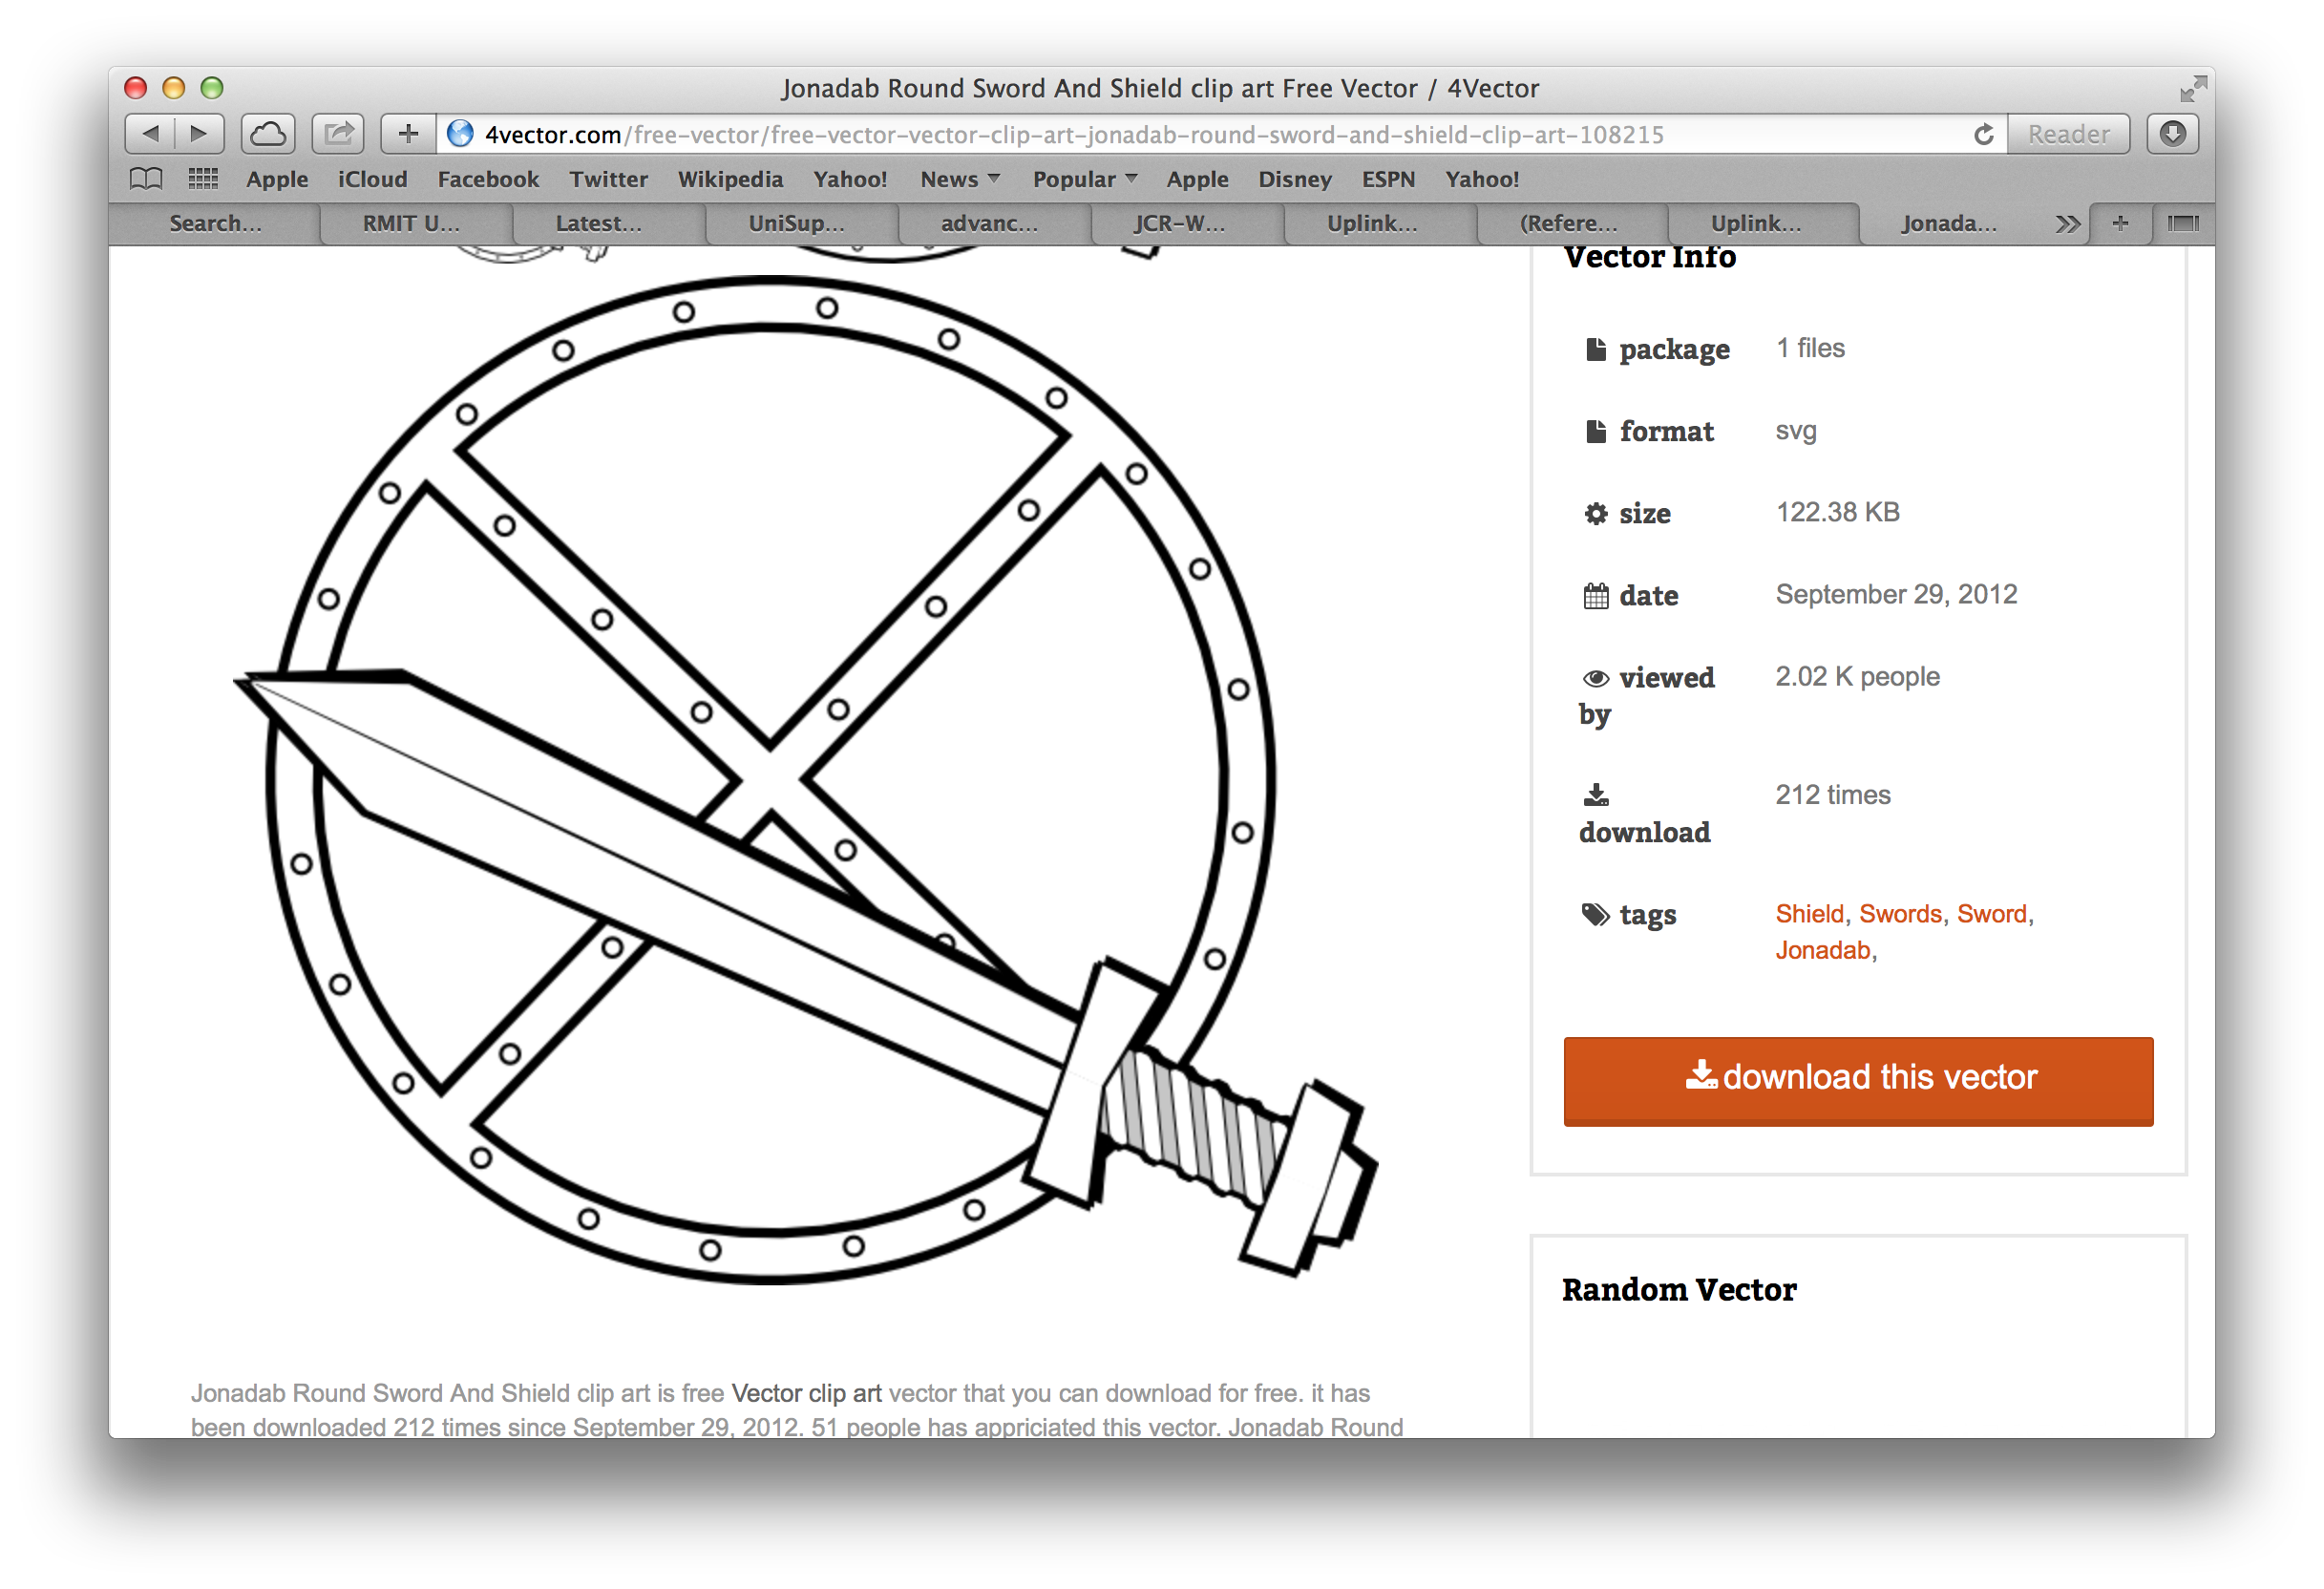 Jonadab Round Sword And Shield clip art Free Vector / 4Vector
4vector.com/free-vector/free-vector-vector-clip-art-jonadab-round-sword-and-shield-clip-art-108215
Reader
Apple iCloud Facebook Twitter Wikipedia Yahoo! News Popular Apple Disney ESPN Yahoo!
Search... RMIT U... Latest... UniSup... advanc... JCR-W... Uplink... (Refere... Uplink... Jonada...
Vector Info
package 1 files
format svg
size 122.38 KB
date September 29, 2012
viewed 2.02 K people
by
212 times
download
tags Shield, Swords, Sword,
Jonadab,
download this vector
Random Vector
Jonadab Round Sword And Shield clip art is free Vector clip art vector that you can download for free. it has
been downloaded 212 times since September 29, 2012. 51 people has appriciated this vector. Jonadab Round